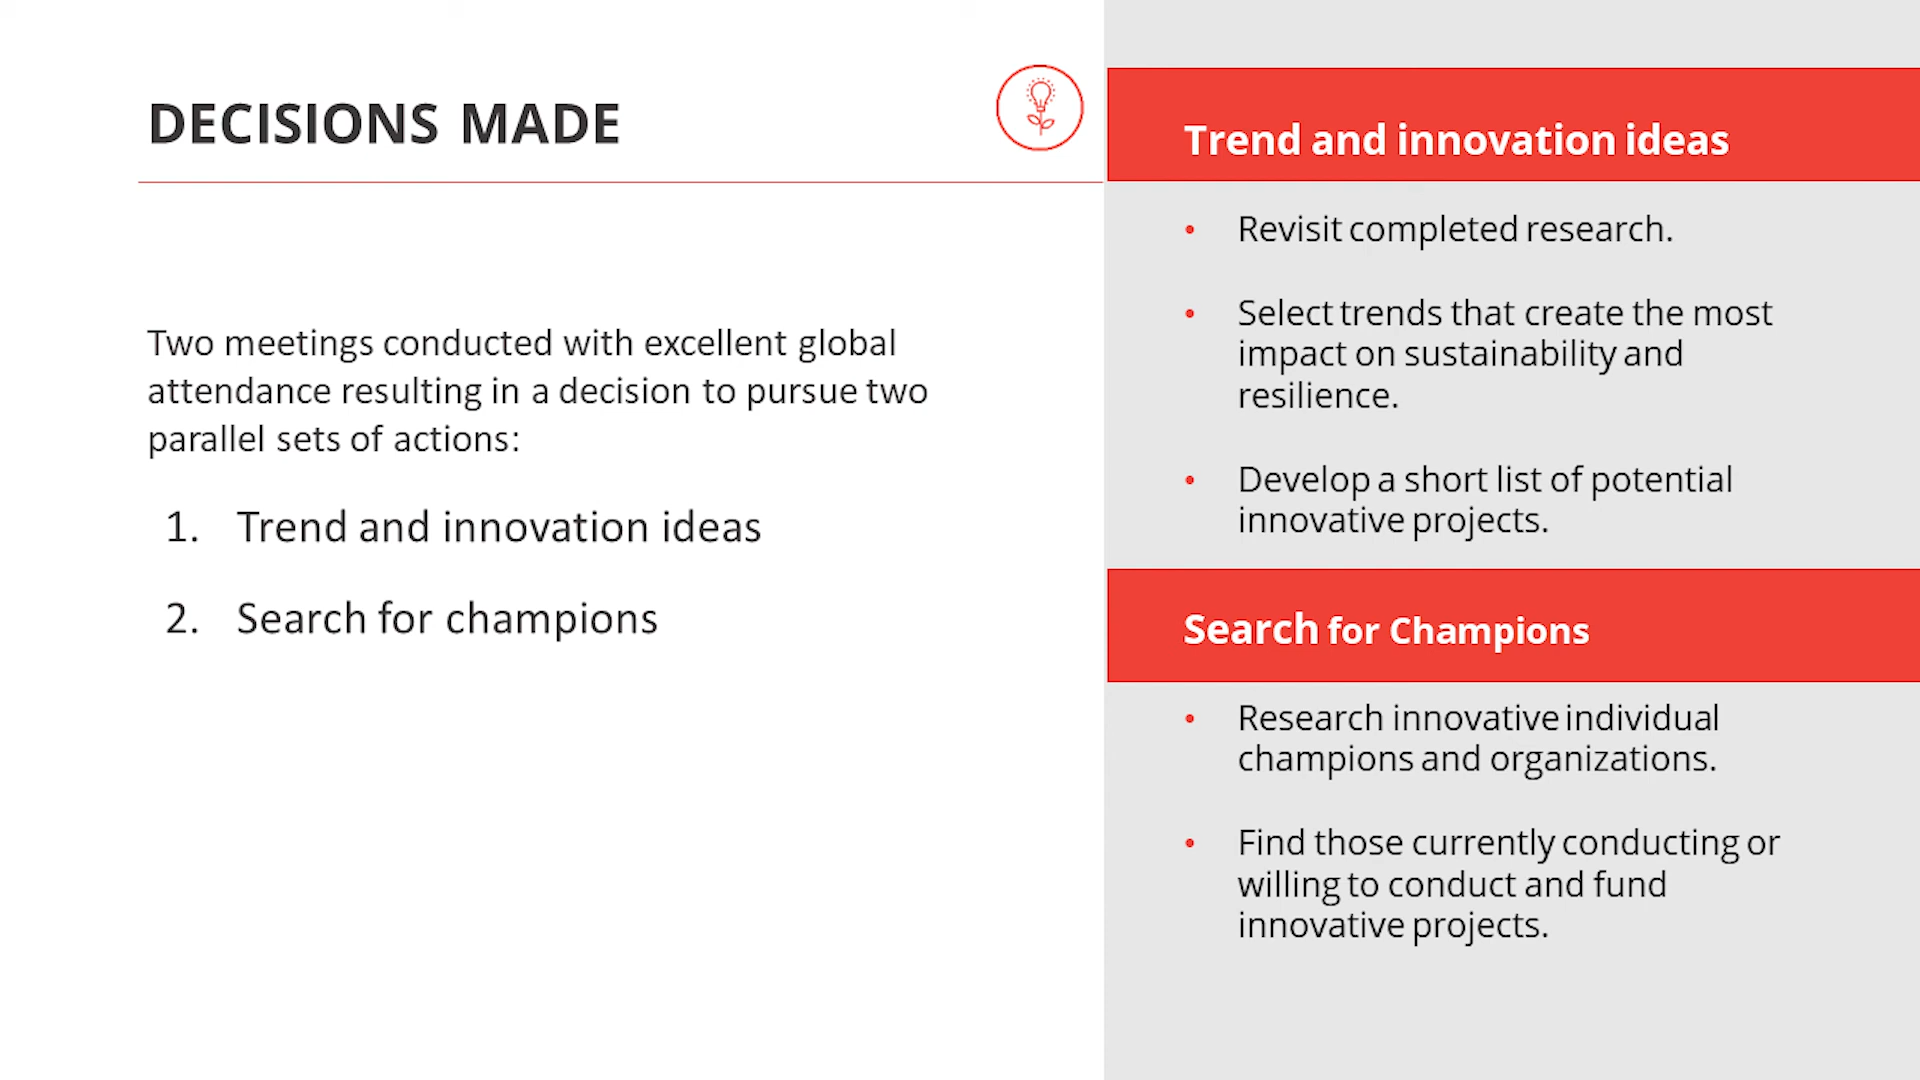 DECISIONS MADE
Two meetings conducted with excellent global
attendance resulting in a decision to pursue two
parallel sets of actions:
1. Trend and innovation ideas
2. Search for champions
Trend and innovation ideas
• Revisit completed research.
• Select trends that create the most
impact on sustainability and
resilience.
• Develop a short list of potential
innovative projects.
Search for Champions
• Research innovative individual
champions and organizations.
• Find those currently conducting or
willing to conduct and fund
innovative projects.